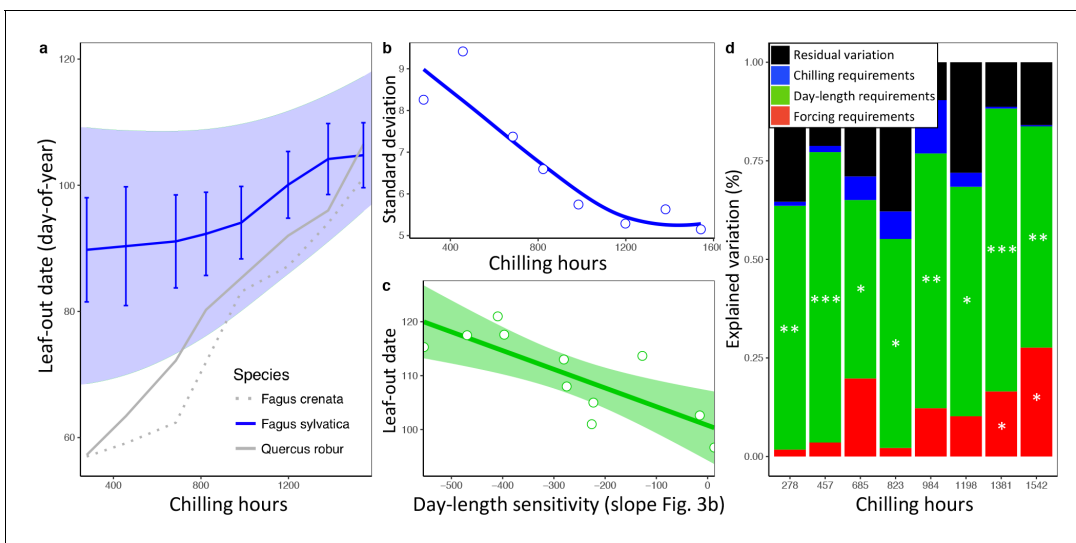 a
Leaf-out date (day-of-year)
120
100
80
60
400
800
1200
Chilling hours
Species
Fagus crenata
Fagus sylvatica
Quercus robur
b
Standard deviation
9
8
7
6
5
400
800
1200
1600
Chilling hours
c
Leaf-out date
120
110
100
−500
−400
−300
−200
−100
0
Day-length sensitivity (slope Fig. 3b)
d
Residual variation
Chilling requirements
Day-length requirements
Forcing requirements
Explained variation (%)
1.00
0.75
0.50
0.25
0.00
**
***
*
*
**
*
***
*
**
*
278
457
685
823
984
1198
1381
1542
Chilling hours